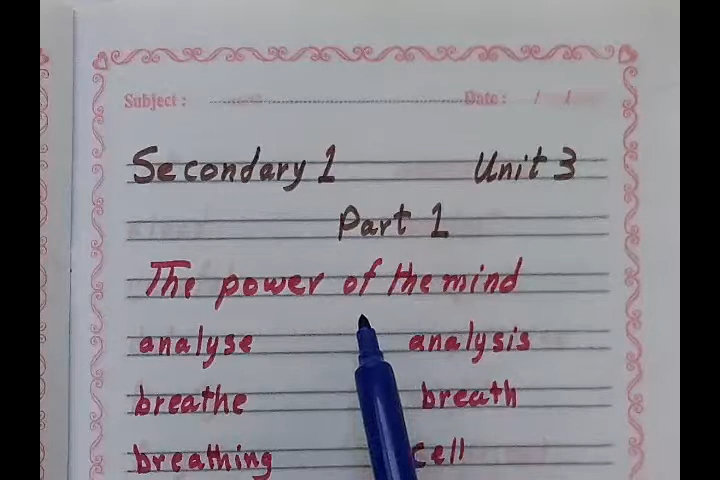 Subject : Date : / /
Secondary 1 Unit 3
Part 1
The power of the mind
analyse analysis
breathe breath
breathing cell